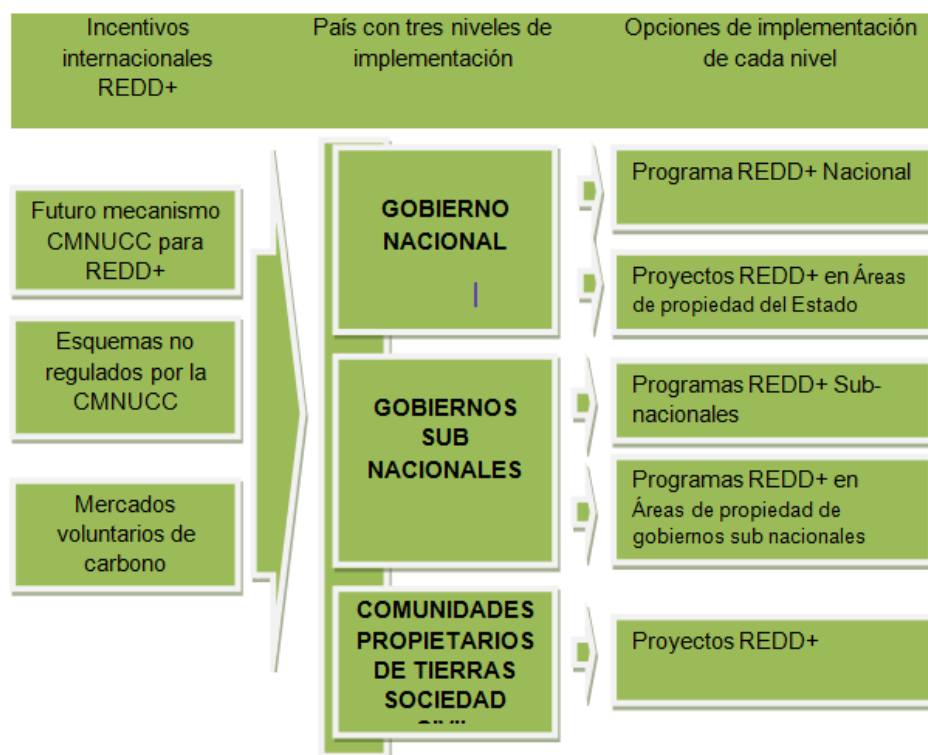 Incentivos
internacionales
REDD+
País con tres niveles de
implementación
Opciones de implementación
de cada nivel
Futuro mecanismo
CMNUCC para
REDD+
Esquemas no
regulados por la
CMNUCC
Mercados
voluntarios de
carbono
GOBIERNO
NACIONAL
GOBIERNOS
SUB
NACIONALES
COMUNIDADES
PROPIETARIOS
DE TIERRAS
SOCIEDAD
Programa REDD+ Nacional
Proyectos REDD+ en Áreas
de propiedad del Estado
Programas REDD+ Sub-
nacionales
Programas REDD+ en
Áreas de propiedad de
gobiernos sub nacionales
Proyectos REDD+